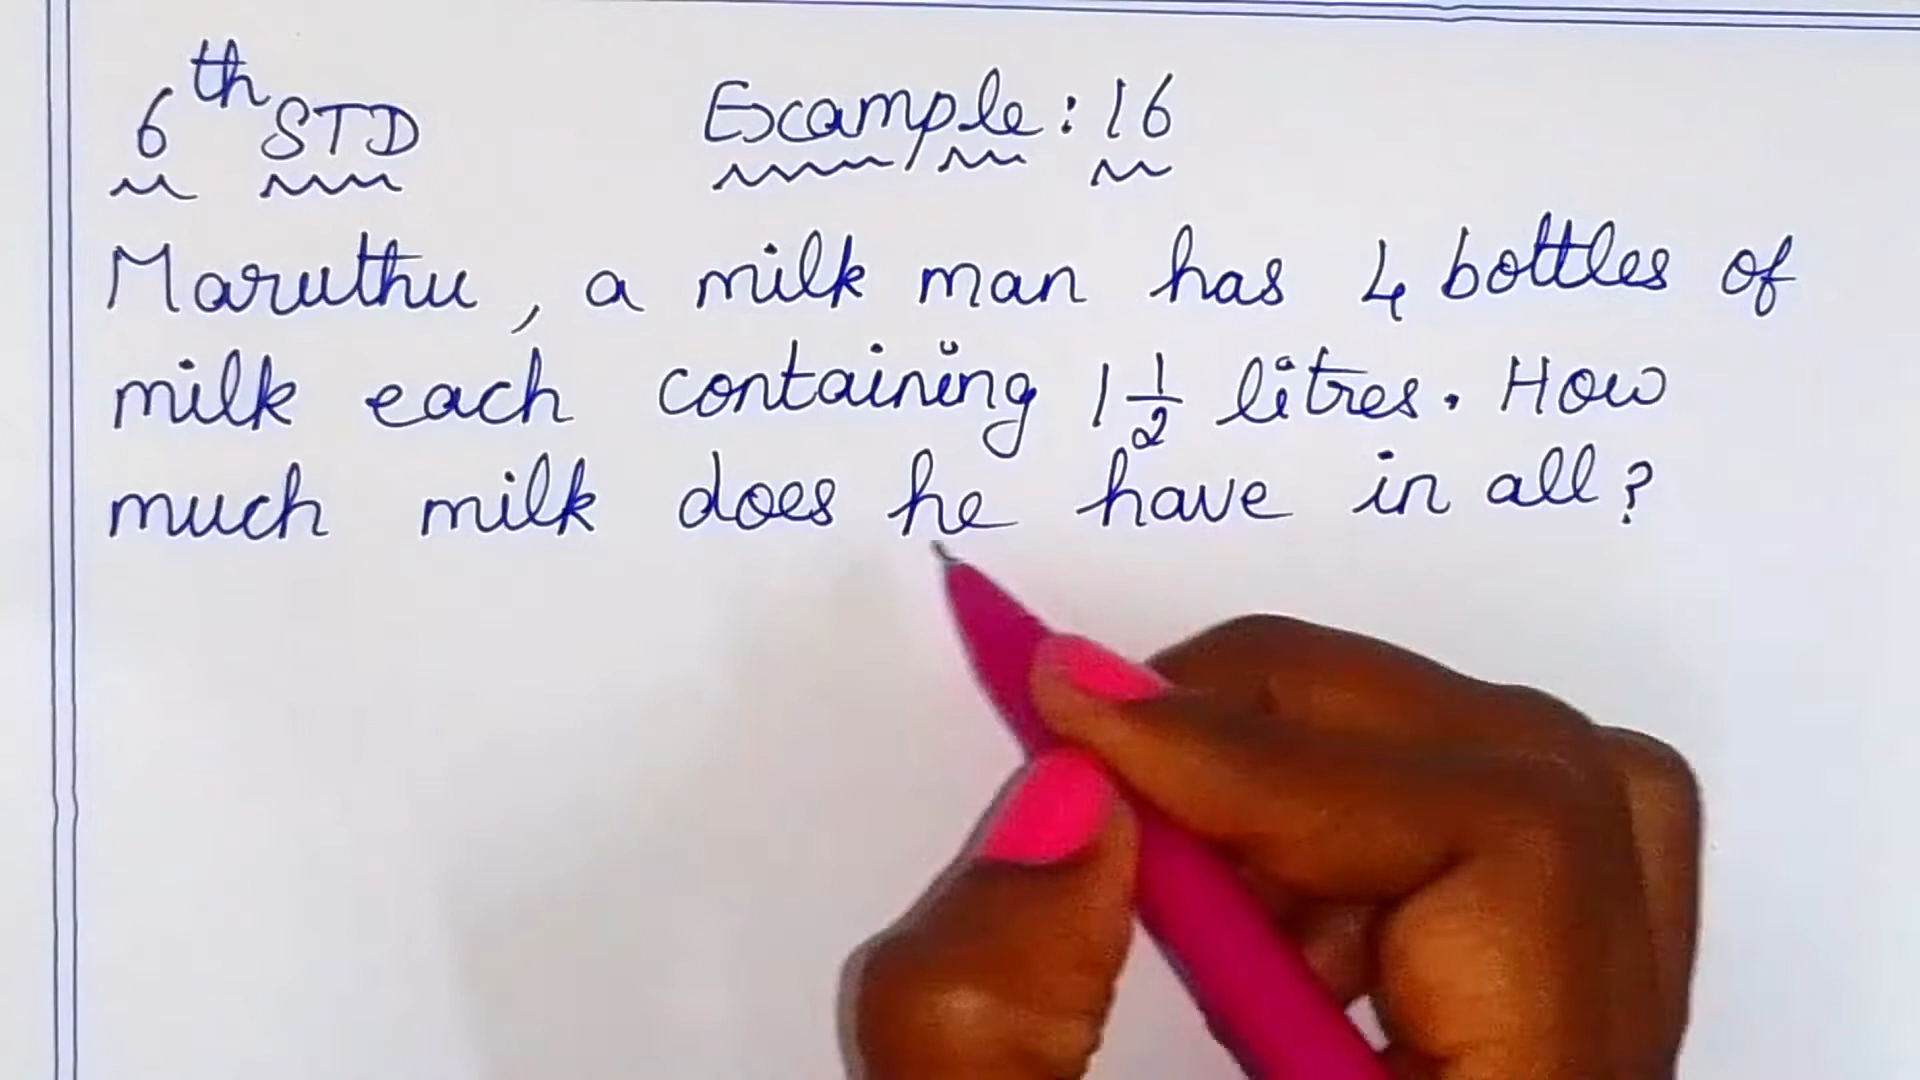 6th STD Example: 16
Maruthu, a milk man has 4 bottles of
milk each containing 1 1/2 litres. How
much milk does he have in all?